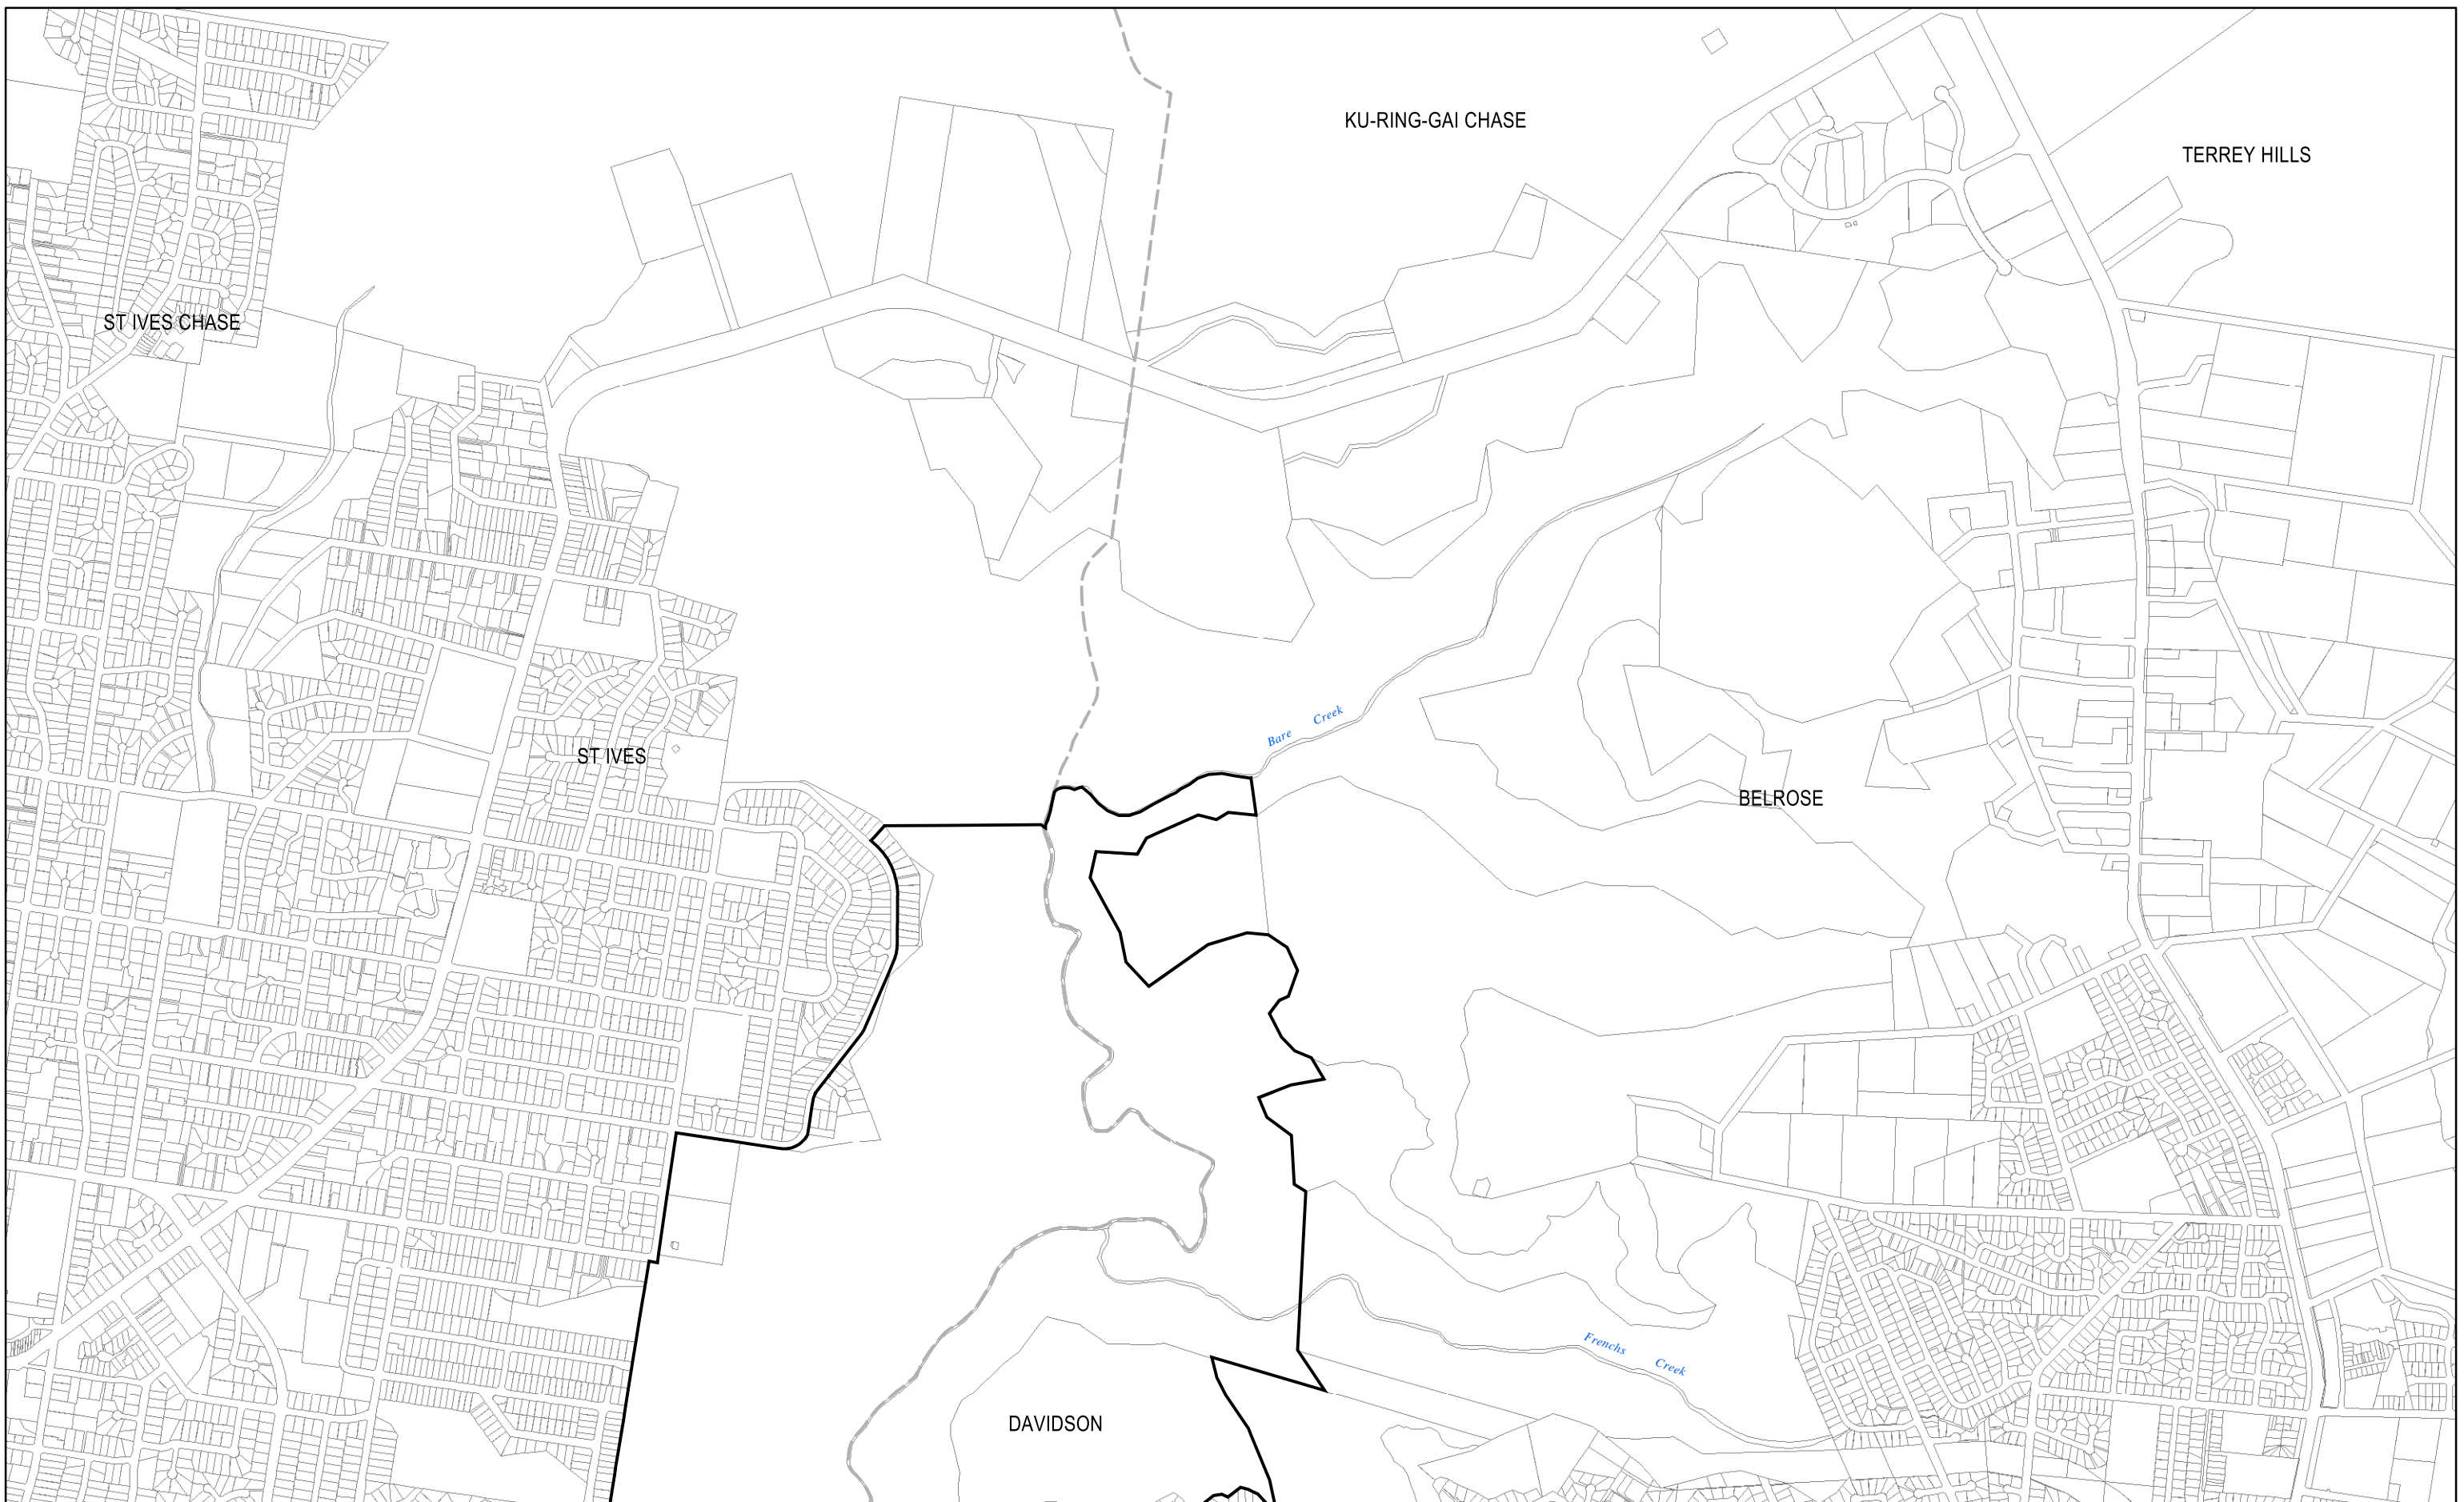 KU-RING-GAI CHASE
TERREY HILLS
ST IVES CHASE
Bare Creek
ST IVES
BELROSE
Frenchs Creek
DAVIDSON